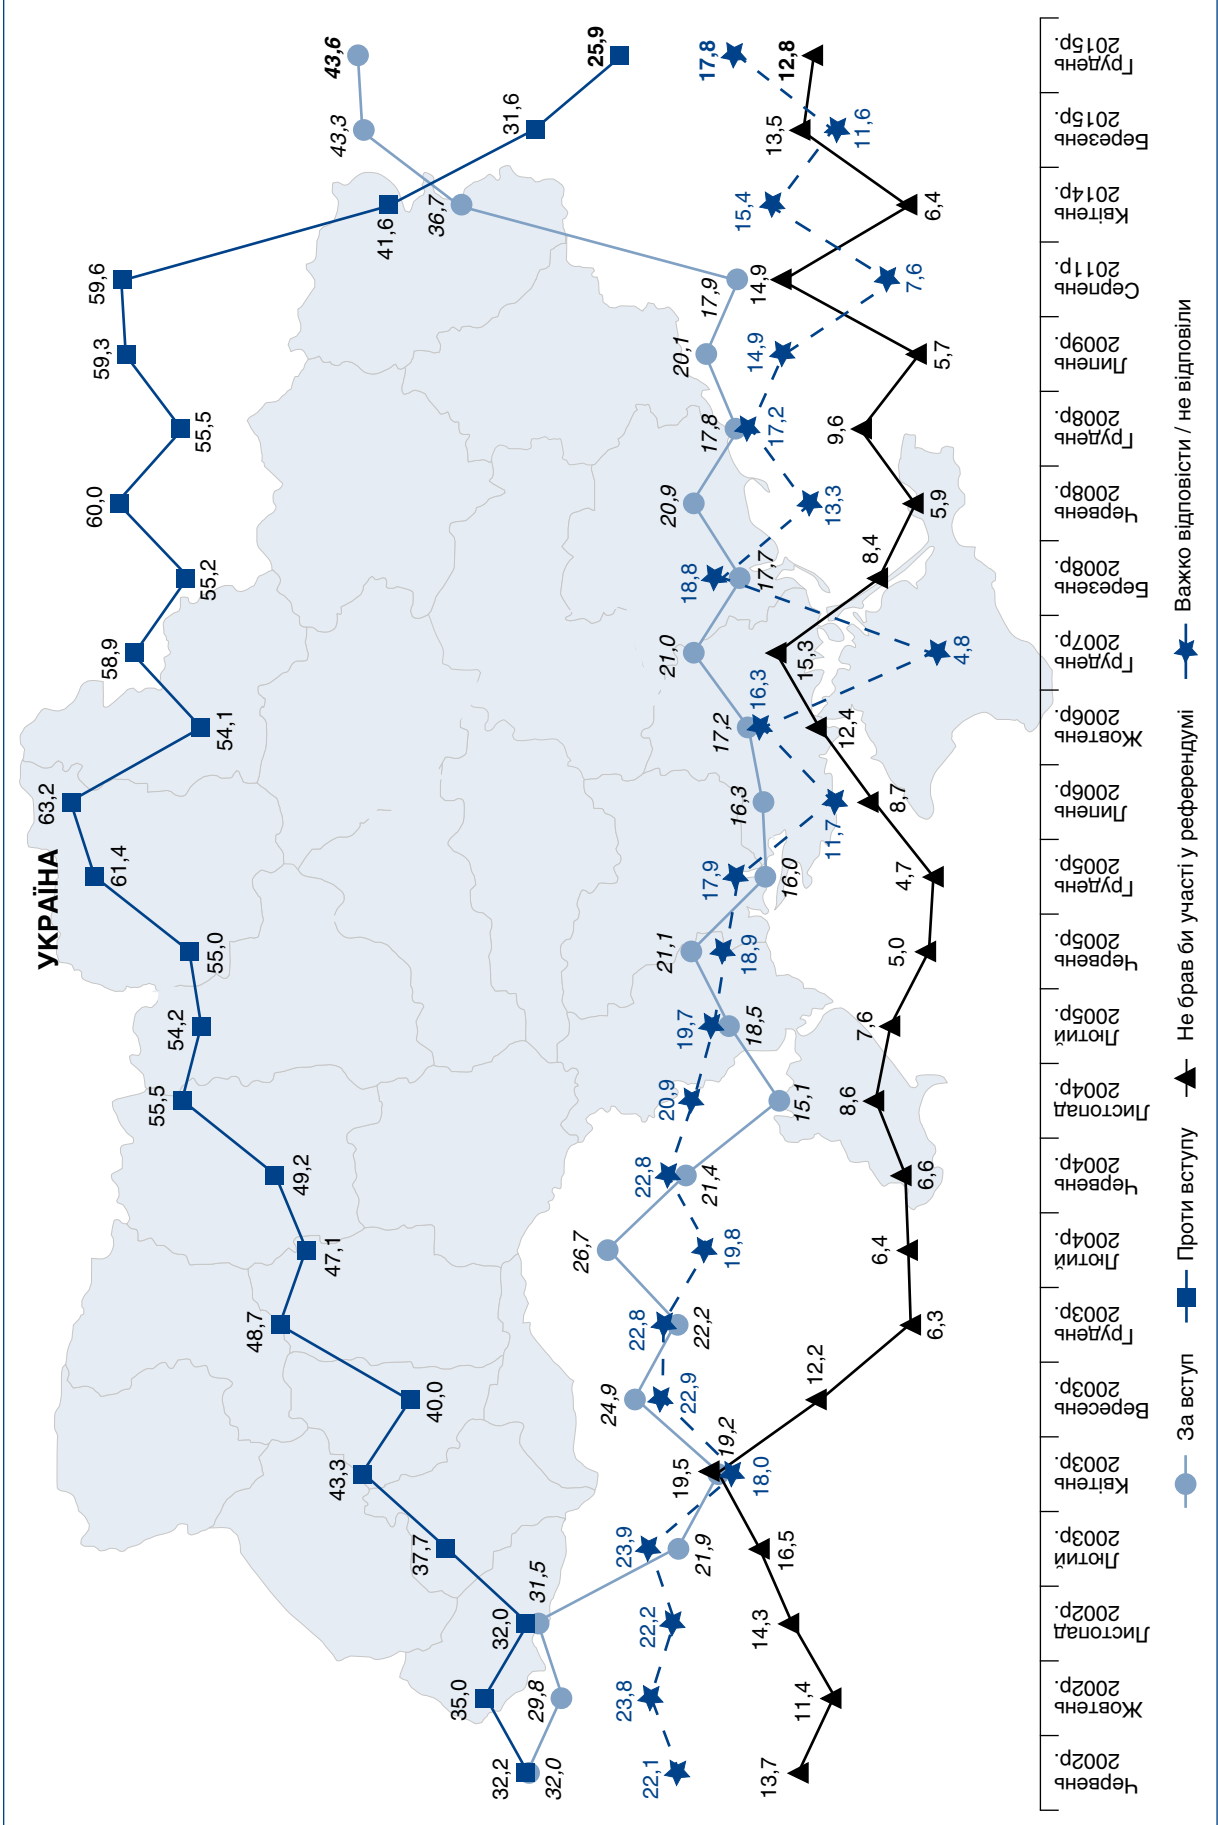 УКРАЇНА
32,2 35,0 32,0 37,7 43,3 40,0 48,7 47,1 49,2 55,5 54,2 55,0 61,4 63,2 54,1 58,9 55,2 60,0 55,5 59,3 59,6 41,6 31,6 25,9
32,0 29,8 31,5 21,9 19,2 24,9 22,2 26,7 21,4 15,1 18,5 21,1 16,0 16,3 17,2 21,0 17,7 20,9 17,8 20,1 17,9 36,7 43,3 43,6
22,1 23,8 22,2 23,9 18,0 22,9 22,8 19,8 22,8 20,9 19,7 18,9 17,9 11,7 16,3 4,8 18,8 13,3 17,2 14,9 7,6 15,4 11,6 17,8
13,7 11,4 14,3 16,5 19,5 12,2 6,3 6,4 6,6 8,6 7,6 5,0 4,7 8,7 12,4 15,3 8,4 5,9 9,6 5,7 14,9 6,4 13,5 12,8
Червень
2002р.
Жовтень
2002р.
Листопад
2002р.
Лютий
2003р.
Квітень
2003р.
Вересень
2003р.
Грудень
2003р.
Лютий
2004р.
Червень
2004р.
Листопад
2004р.
Лютий
2005р.
Червень
2005р.
Грудень
2005р.
Липень
2006р.
Жовтень
2006р.
Грудень
2007р.
Березень
2008р.
Червень
2008р.
Грудень
2008р.
Липень
2009р.
Серпень
2011р.
Квітень
2014р.
Березень
2015р.
Грудень
2015р.
За вступ
Проти вступу
Не брав би участі у референдумі
Важко відповісти / не відповіли